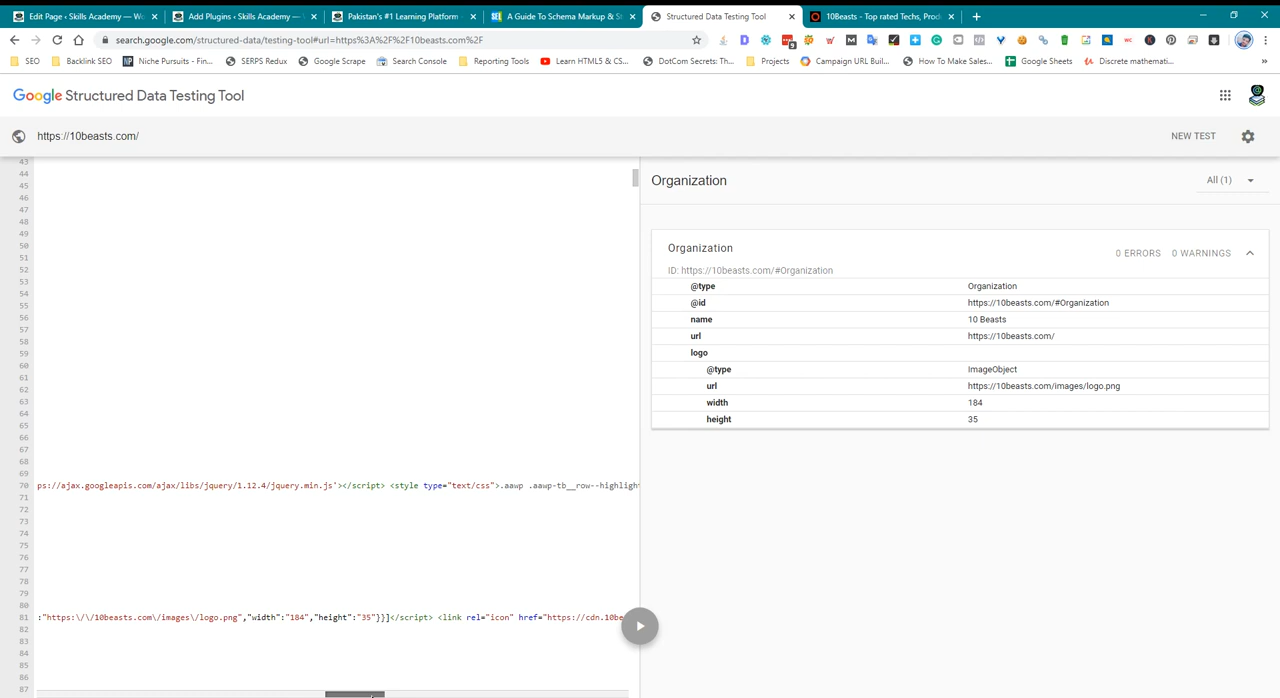 Edit Page ‹ Skills Academy — Wo
Add Plugins ‹ Skills Academy — 
Pakistan's #1 Learning Platform
A Guide To Schema Markup & St
Structured Data Testing Tool
10Beasts - Top rated Techs, Prod
search.google.com/structured-data/testing-tool#url=https%3A%2F%2F10beasts.com%2F
SEO
Backlink SEO
Niche Pursuits - Fin...
SERPS Redux
Google Scrape
Search Console
Reporting Tools
Learn HTML5 & CS...
DotCom Secrets: Th...
Projects
Campaign URL Buil...
How To Make Sales...
Google Sheets
Discrete mathemati...
»
Google Structured Data Testing Tool
https://10beasts.com/
NEW TEST
43
44
45
46
47
48
49
50
51
52
53
54
55
56
57
58
59
60
61
62
63
64
65
66
67
68
69
70 ps://ajax.googleapis.com/ajax/libs/jquery/1.12.4/jquery.min.js'></script> <style type="text/css">.aawp .aawp-tb__row--highlight
71
72
73
74
75
76
77
78
79
80
81 :"https:\/\/10beasts.com\/images\/logo.png","width":"184","height":"35"}}]</script> <link rel="icon" href="https://cdn.10be
82
83
84
85
86
87
Organization
All (1)
Organization
0 ERRORS 0 WARNINGS
ID: https://10beasts.com/#Organization
@type Organization
@id https://10beasts.com/#Organization
name 10 Beasts
url https://10beasts.com/
logo
@type ImageObject
url https://10beasts.com/images/logo.png
width 184
height 35